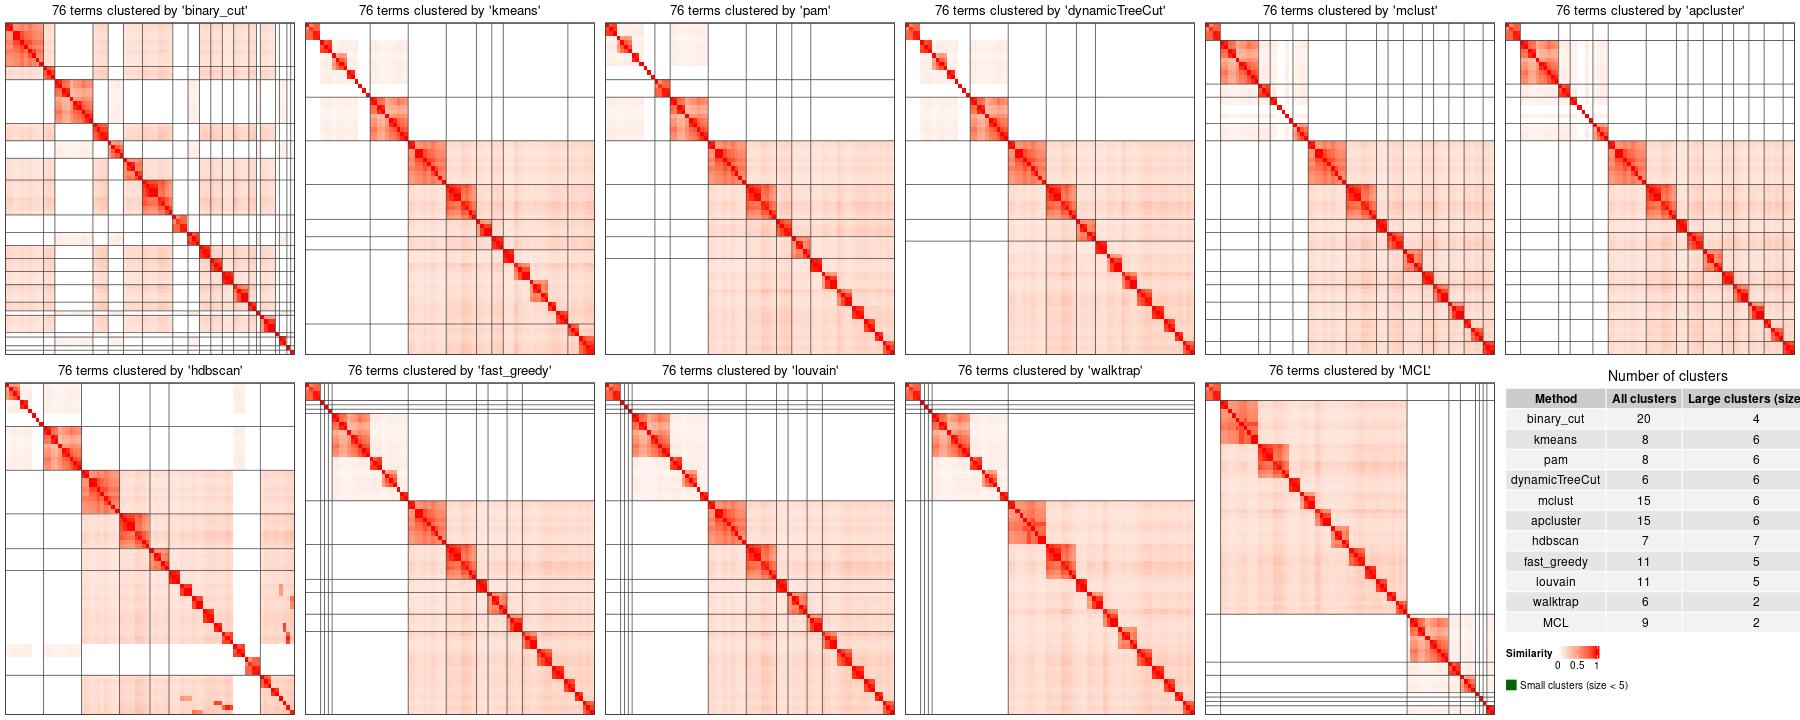 76 terms clustered by 'binary_cut'
76 terms clustered by 'kmeans'
76 terms clustered by 'pam'
76 terms clustered by 'dynamicTreeCut'
76 terms clustered by 'mclust'
76 terms clustered by 'apcluster'
76 terms clustered by 'hdbscan'
76 terms clustered by 'fast_greedy'
76 terms clustered by 'louvain'
76 terms clustered by 'walktrap'
76 terms clustered by 'MCL'
Number of clusters
Method All clusters Large clusters (size
binary_cut 20 4
kmeans 8 6
pam 8 6
dynamicTreeCut 6 6
mclust 15 6
apcluster 15 6
hdbscan 7 7
fast_greedy 11 5
louvain 11 5
walktrap 6 2
MCL 9 2
Similarity
0 0.5 1
Small clusters (size < 5)